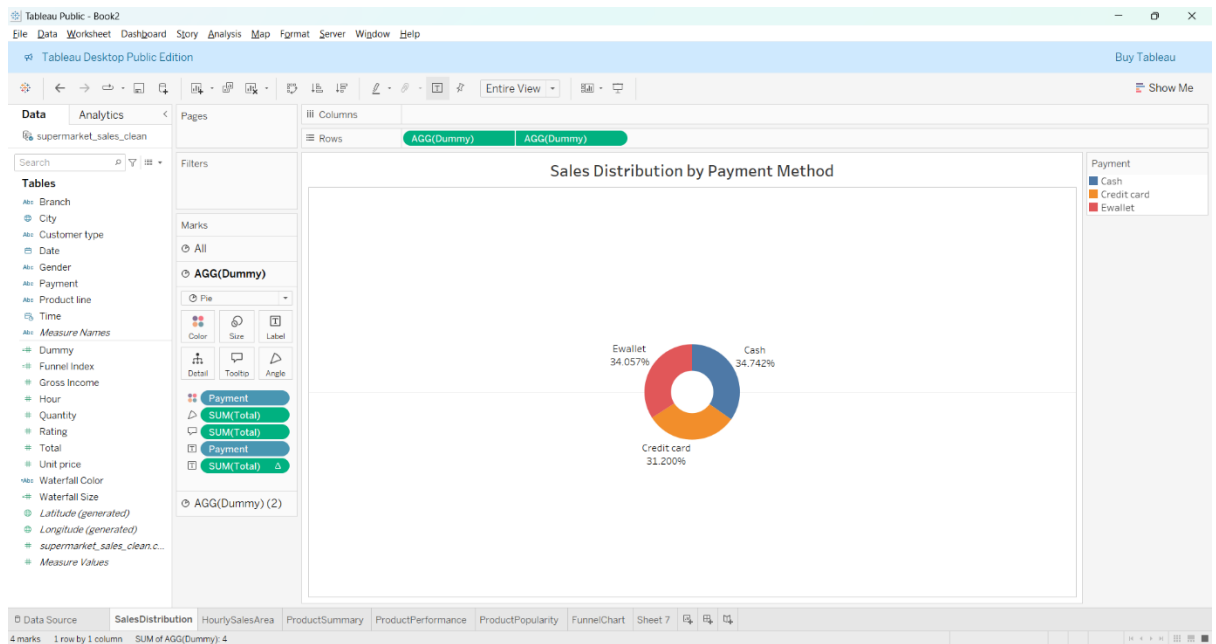 Tableau Public - Book2
File Data Worksheet Dashboard Story Analysis Map Format Server Window Help
Tableau Desktop Public Edition
Buy Tableau
Entire View
Show Me
Data Analytics
supermarket_sales_clean
Search
Tables
Abc Branch
City
Abc Customer type
Date
Abc Gender
Abc Payment
Abc Product line
Time
Abc Measure Names
Dummy
Funnel Index
Gross Income
Hour
Quantity
Rating
Total
Unit price
Abc Waterfall Color
Waterfall Size
Latitude (generated)
Longitude (generated)
supermarket_sales_clean.c...
Measure Values
Pages
Filters
Marks
All
AGG(Dummy)
Pie
Color Size Label
Detail Tooltip Angle
Payment
SUM(Total)
SUM(Total)
Payment
SUM(Total)
AGG(Dummy) (2)
Columns
Rows AGG(Dummy) AGG(Dummy)
Sales Distribution by Payment Method
Ewallet
34.057%
Cash
34.742%
Credit card
31.200%
Payment
Cash
Credit card
Ewallet
Data Source SalesDistribution HourlySalesArea ProductSummary ProductPerformance ProductPopularity FunnelChart Sheet 7
4 marks 1 row by 1 column SUM of AGG(Dummy): 4